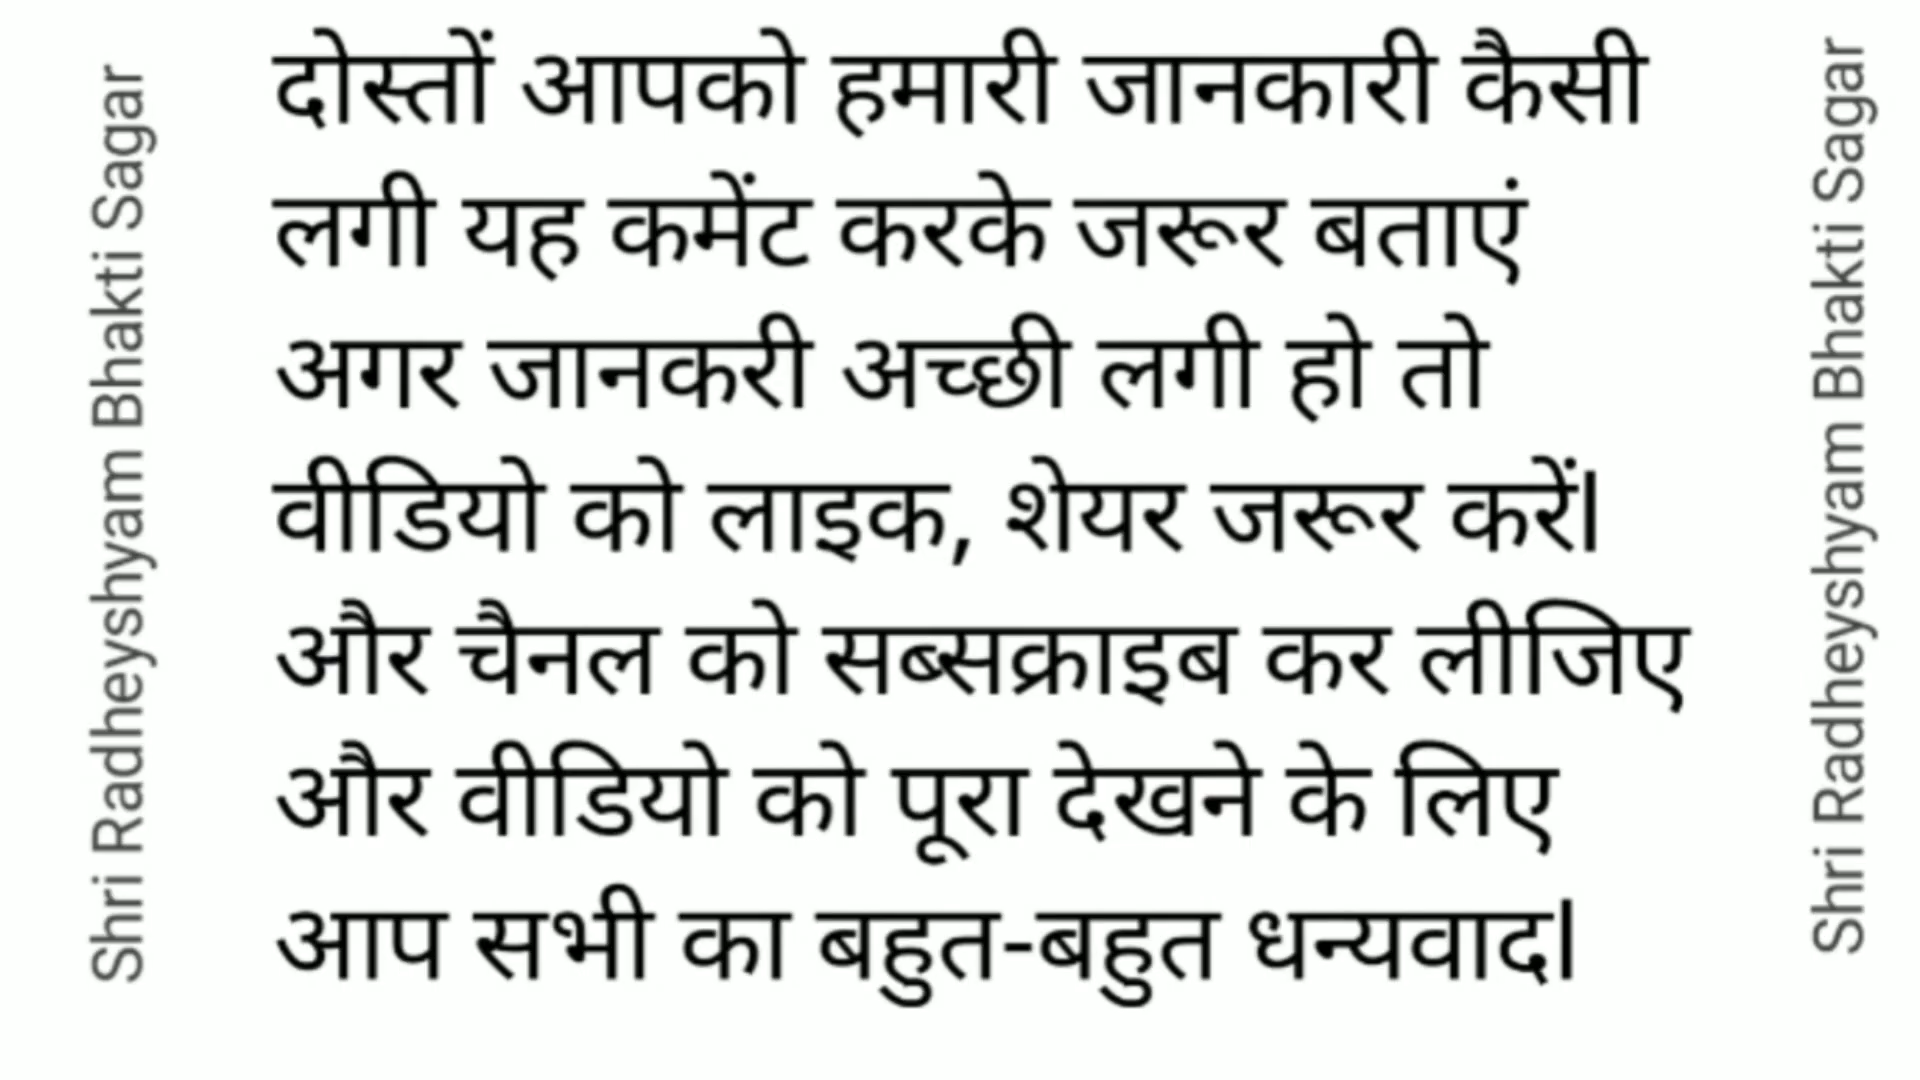 Shri Radheyshyam Bhakti Sagar
दोस्तों आपको हमारी जानकारी कैसी
लगी यह कमेंट करके जरूर बताएं
अगर जानकरी अच्छी लगी हो तो
वीडियो को लाइक, शेयर जरूर करें।
और चैनल को सब्सक्राइब कर लीजिए
और वीडियो को पूरा देखने के लिए
आप सभी का बहुत-बहुत धन्यवाद।
Shri Radheyshyam Bhakti Sagar